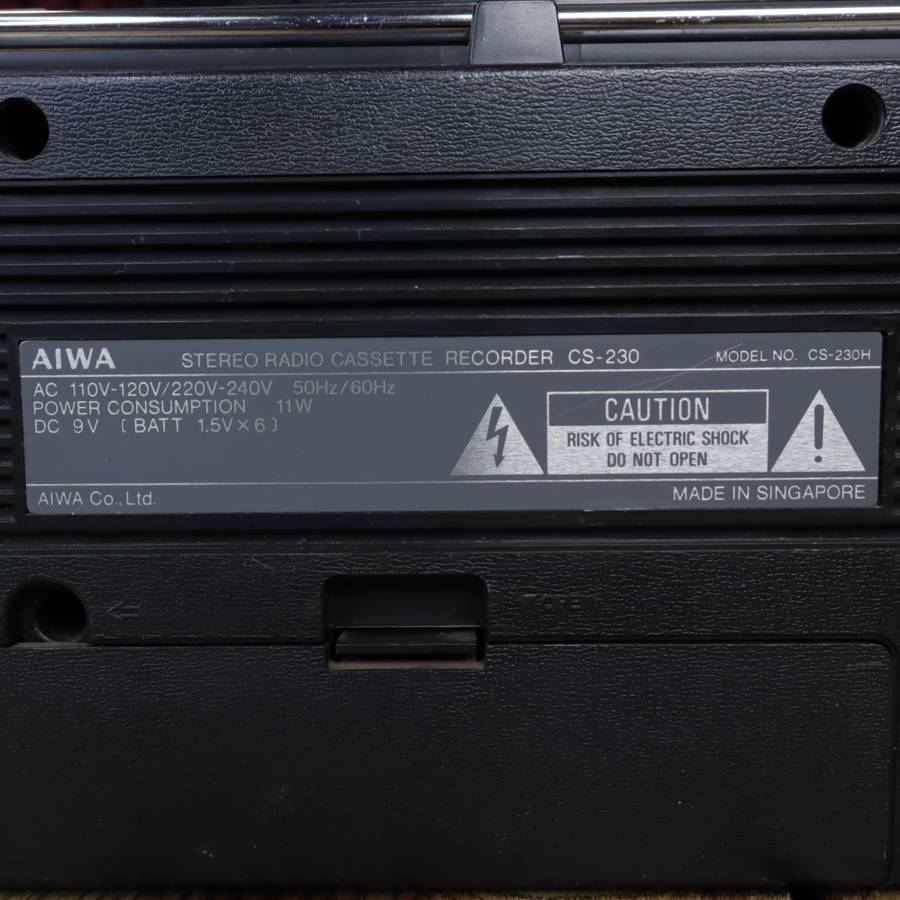 AIWA STEREO RADIO CASSETTE RECORDER CS-230 MODEL NO. CS-230H
AC 110V-120V/220V-240V 50Hz/60Hz
POWER CONSUMPTION 11W
DC 9V (BATT 1.5V×6)
CAUTION
RISK OF ELECTRIC SHOCK
DO NOT OPEN
AIWA Co., Ltd. MADE IN SINGAPORE